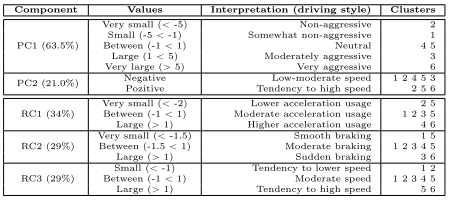 Component Values Interpretation (driving style) Clusters
Very small (< -5) Non-aggressive 2
Small (-5 < -1) Somewhat non-aggressive 1
PC1 (63.5%) Between (-1 < 1) Neutral 4 5
Large (1 < 5) Moderately aggressive 3
Very large (> 5) Very aggressive 6
PC2 (21.0%) Negative Low-moderate speed 1 2 4 5 3
Pozitive Tendency to high speed 2 5 6
Very small (< -2) Lower acceleration usage 2 5
RC1 (34%) Between (-1 < 1) Moderate acceleration usage 1 2 3 5
Large (> 1) Higher acceleration usage 4 6
Very small (< -1.5) Smooth braking 1 5
RC2 (29%) Between (-1.5 < 1) Moderate braking 1 2 3 4 5
Large (> 1) Sudden braking 3 6
Small (< -1) Tendency to lower speed 1 2
RC3 (29%) Between (-1 < 1) Moderate speed 1 2 3 4 5
Large (> 1) Tendency to high speed 5 6